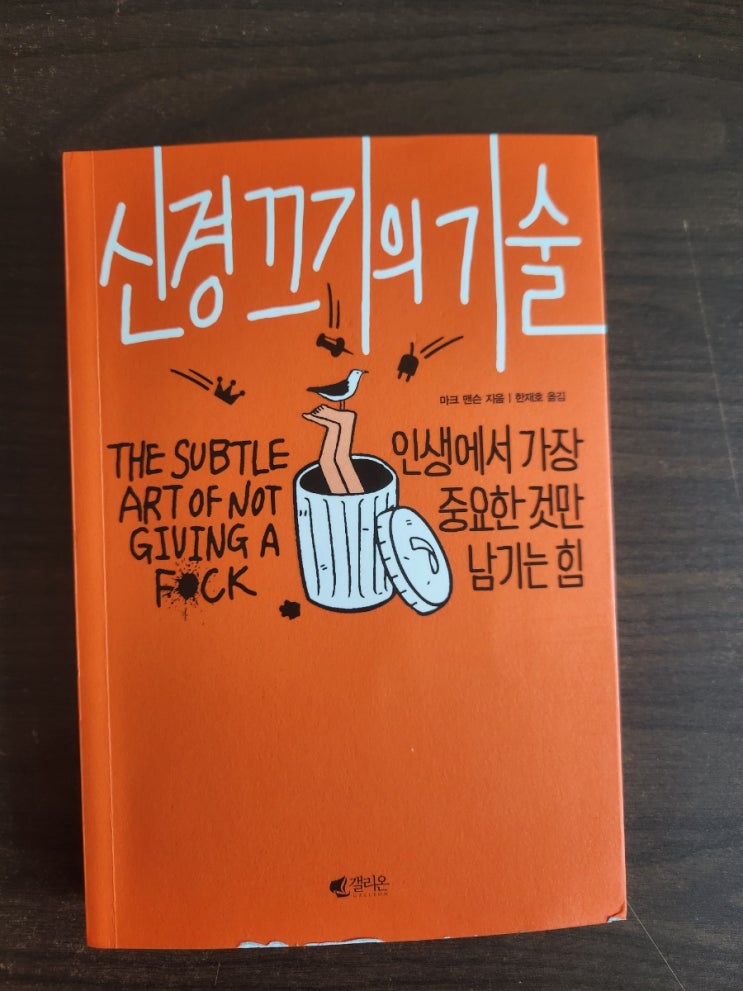 신경 끄기의 기술
마크 맨슨 지음 | 한재호 옮김
THE SUBTLE
ART OF NOT
GIVING A
F*CK
인생에서 가장
중요한 것만
남기는 힘
갤리온
GALLEON